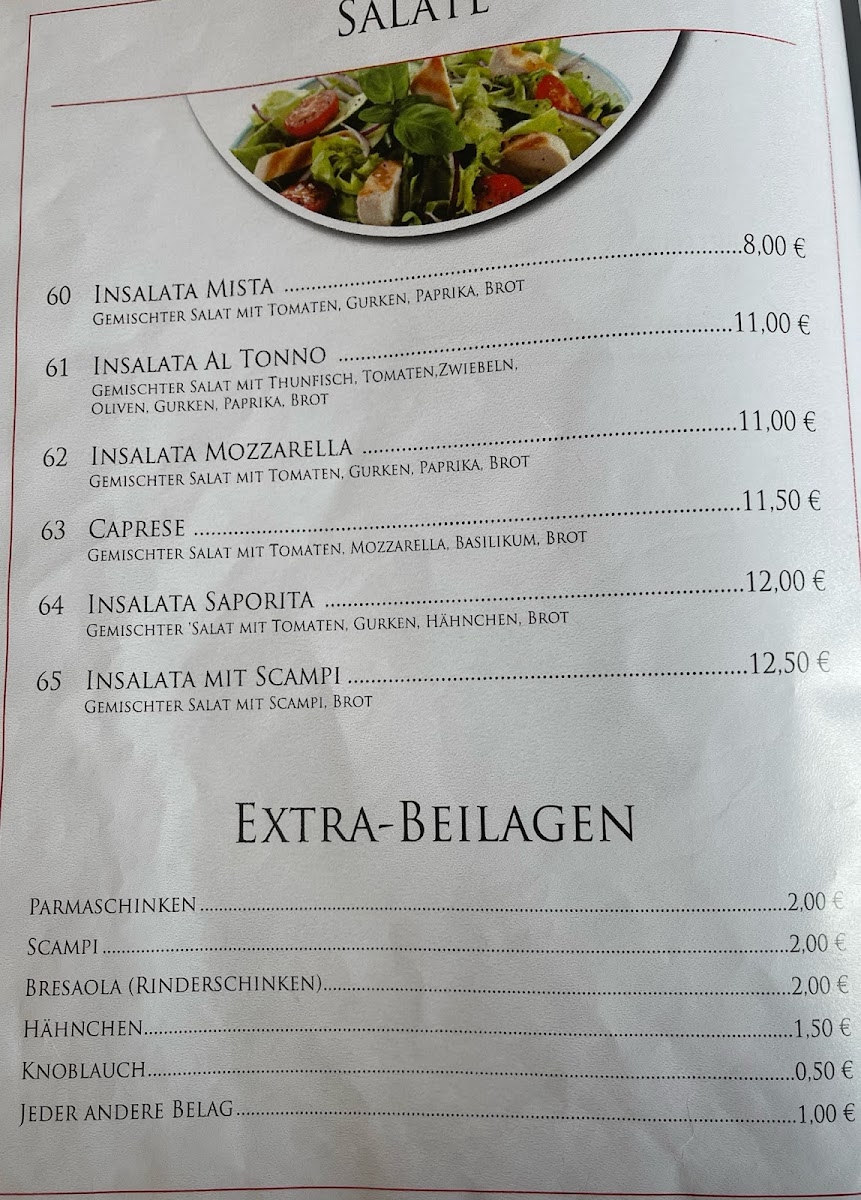 SALATE
60 INSALATA MISTA ........ 8,00 €
GEMISCHTER SALAT MIT TOMATEN, GURKEN, PAPRIKA, BROT
61 INSALATA AL TONNO ........ 11,00 €
GEMISCHTER SALAT MIT THUNFISCH, TOMATEN,ZWIEBELN,
OLIVEN, GURKEN, PAPRIKA, BROT
62 INSALATA MOZZARELLA ........ 11,00 €
GEMISCHTER SALAT MIT TOMATEN, GURKEN, PAPRIKA, BROT
63 CAPRESE ........ 11,50 €
GEMISCHTER SALAT MIT TOMATEN, MOZZARELLA, BASILIKUM, BROT
64 INSALATA SAPORITA ........ 12,00 €
GEMISCHTER 'SALAT MIT TOMATEN, GURKEN, HÄHNCHEN, BROT
65 INSALATA MIT SCAMPI ........ 12,50 €
GEMISCHTER SALAT MIT SCAMPI, BROT
EXTRA-BEILAGEN
PARMASCHINKEN ........ 2,00 €
SCAMPI ........ 2,00 €
BRESAOLA (RINDERSCHINKEN) ........ 2,00 €
HÄHNCHEN ........ 1,50 €
KNOBLAUCH ........ 0,50 €
JEDER ANDERE BELAG ........ 1,00 €